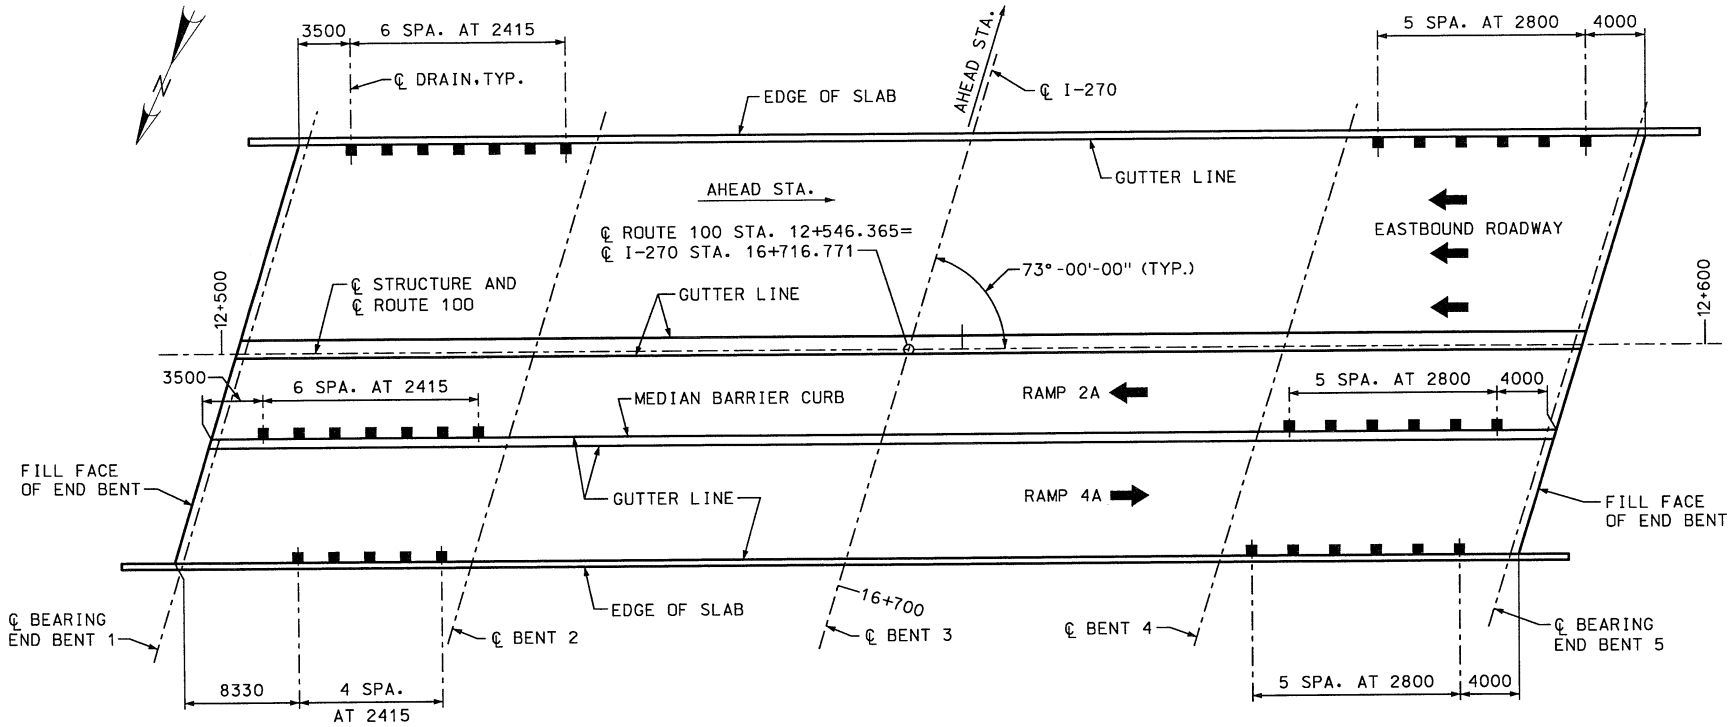 3500
6 SPA. AT 2415
5 SPA. AT 2800
4000
N
℄ DRAIN,TYP.
EDGE OF SLAB
AHEAD STA.
℄ I-270
GUTTER LINE
AHEAD STA.
℄ ROUTE 100 STA. 12+546.365=
℄ I-270 STA. 16+716.771
EASTBOUND ROADWAY
73°-00'-00" (TYP.)
12+500
℄ STRUCTURE AND
℄ ROUTE 100
GUTTER LINE
12+600
3500
6 SPA. AT 2415
MEDIAN BARRIER CURB
RAMP 2A
5 SPA. AT 2800
4000
FILL FACE
OF END BENT
GUTTER LINE
RAMP 4A
FILL FACE
OF END BENT
℄ BEARING
END BENT 1
℄ BENT 2
EDGE OF SLAB
16+700
℄ BENT 3
℄ BENT 4
℄ BEARING
END BENT 5
8330
4 SPA.
AT 2415
5 SPA. AT 2800
4000